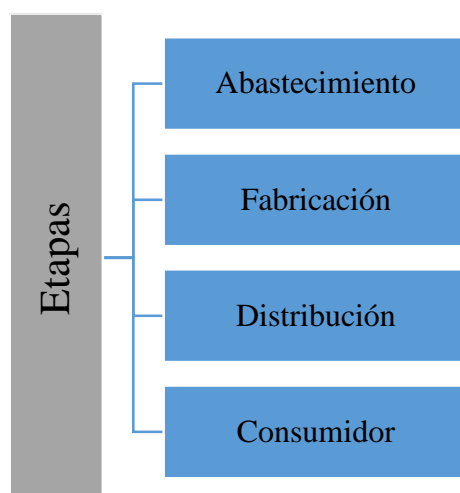 Etapas
Abastecimiento
Fabricación
Distribución
Consumidor